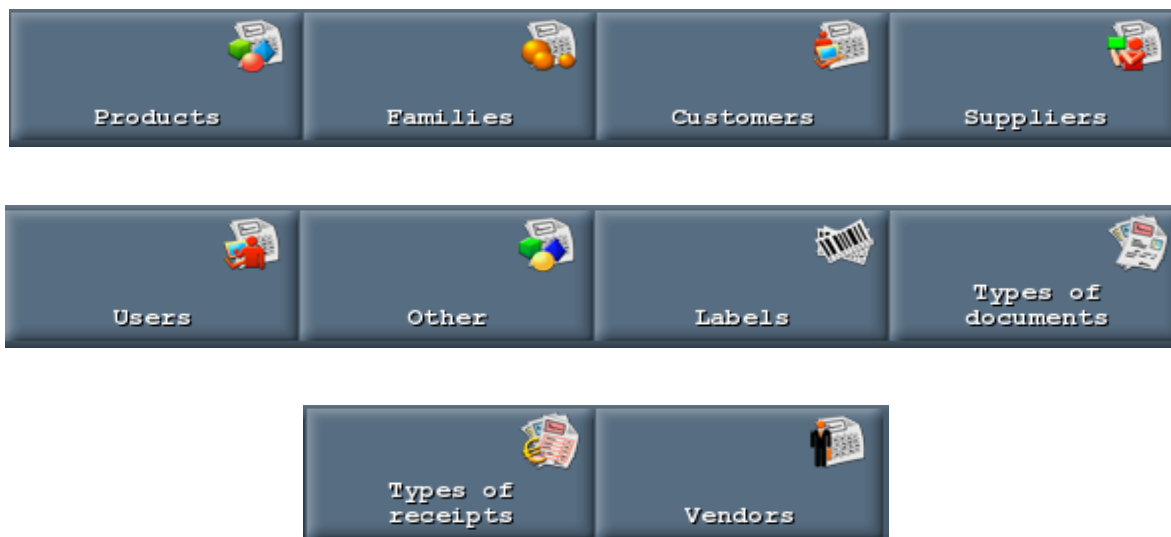 Products
Families
Customers
Suppliers
Users
Other
Labels
Types of
documents
Types of
receipts
Vendors